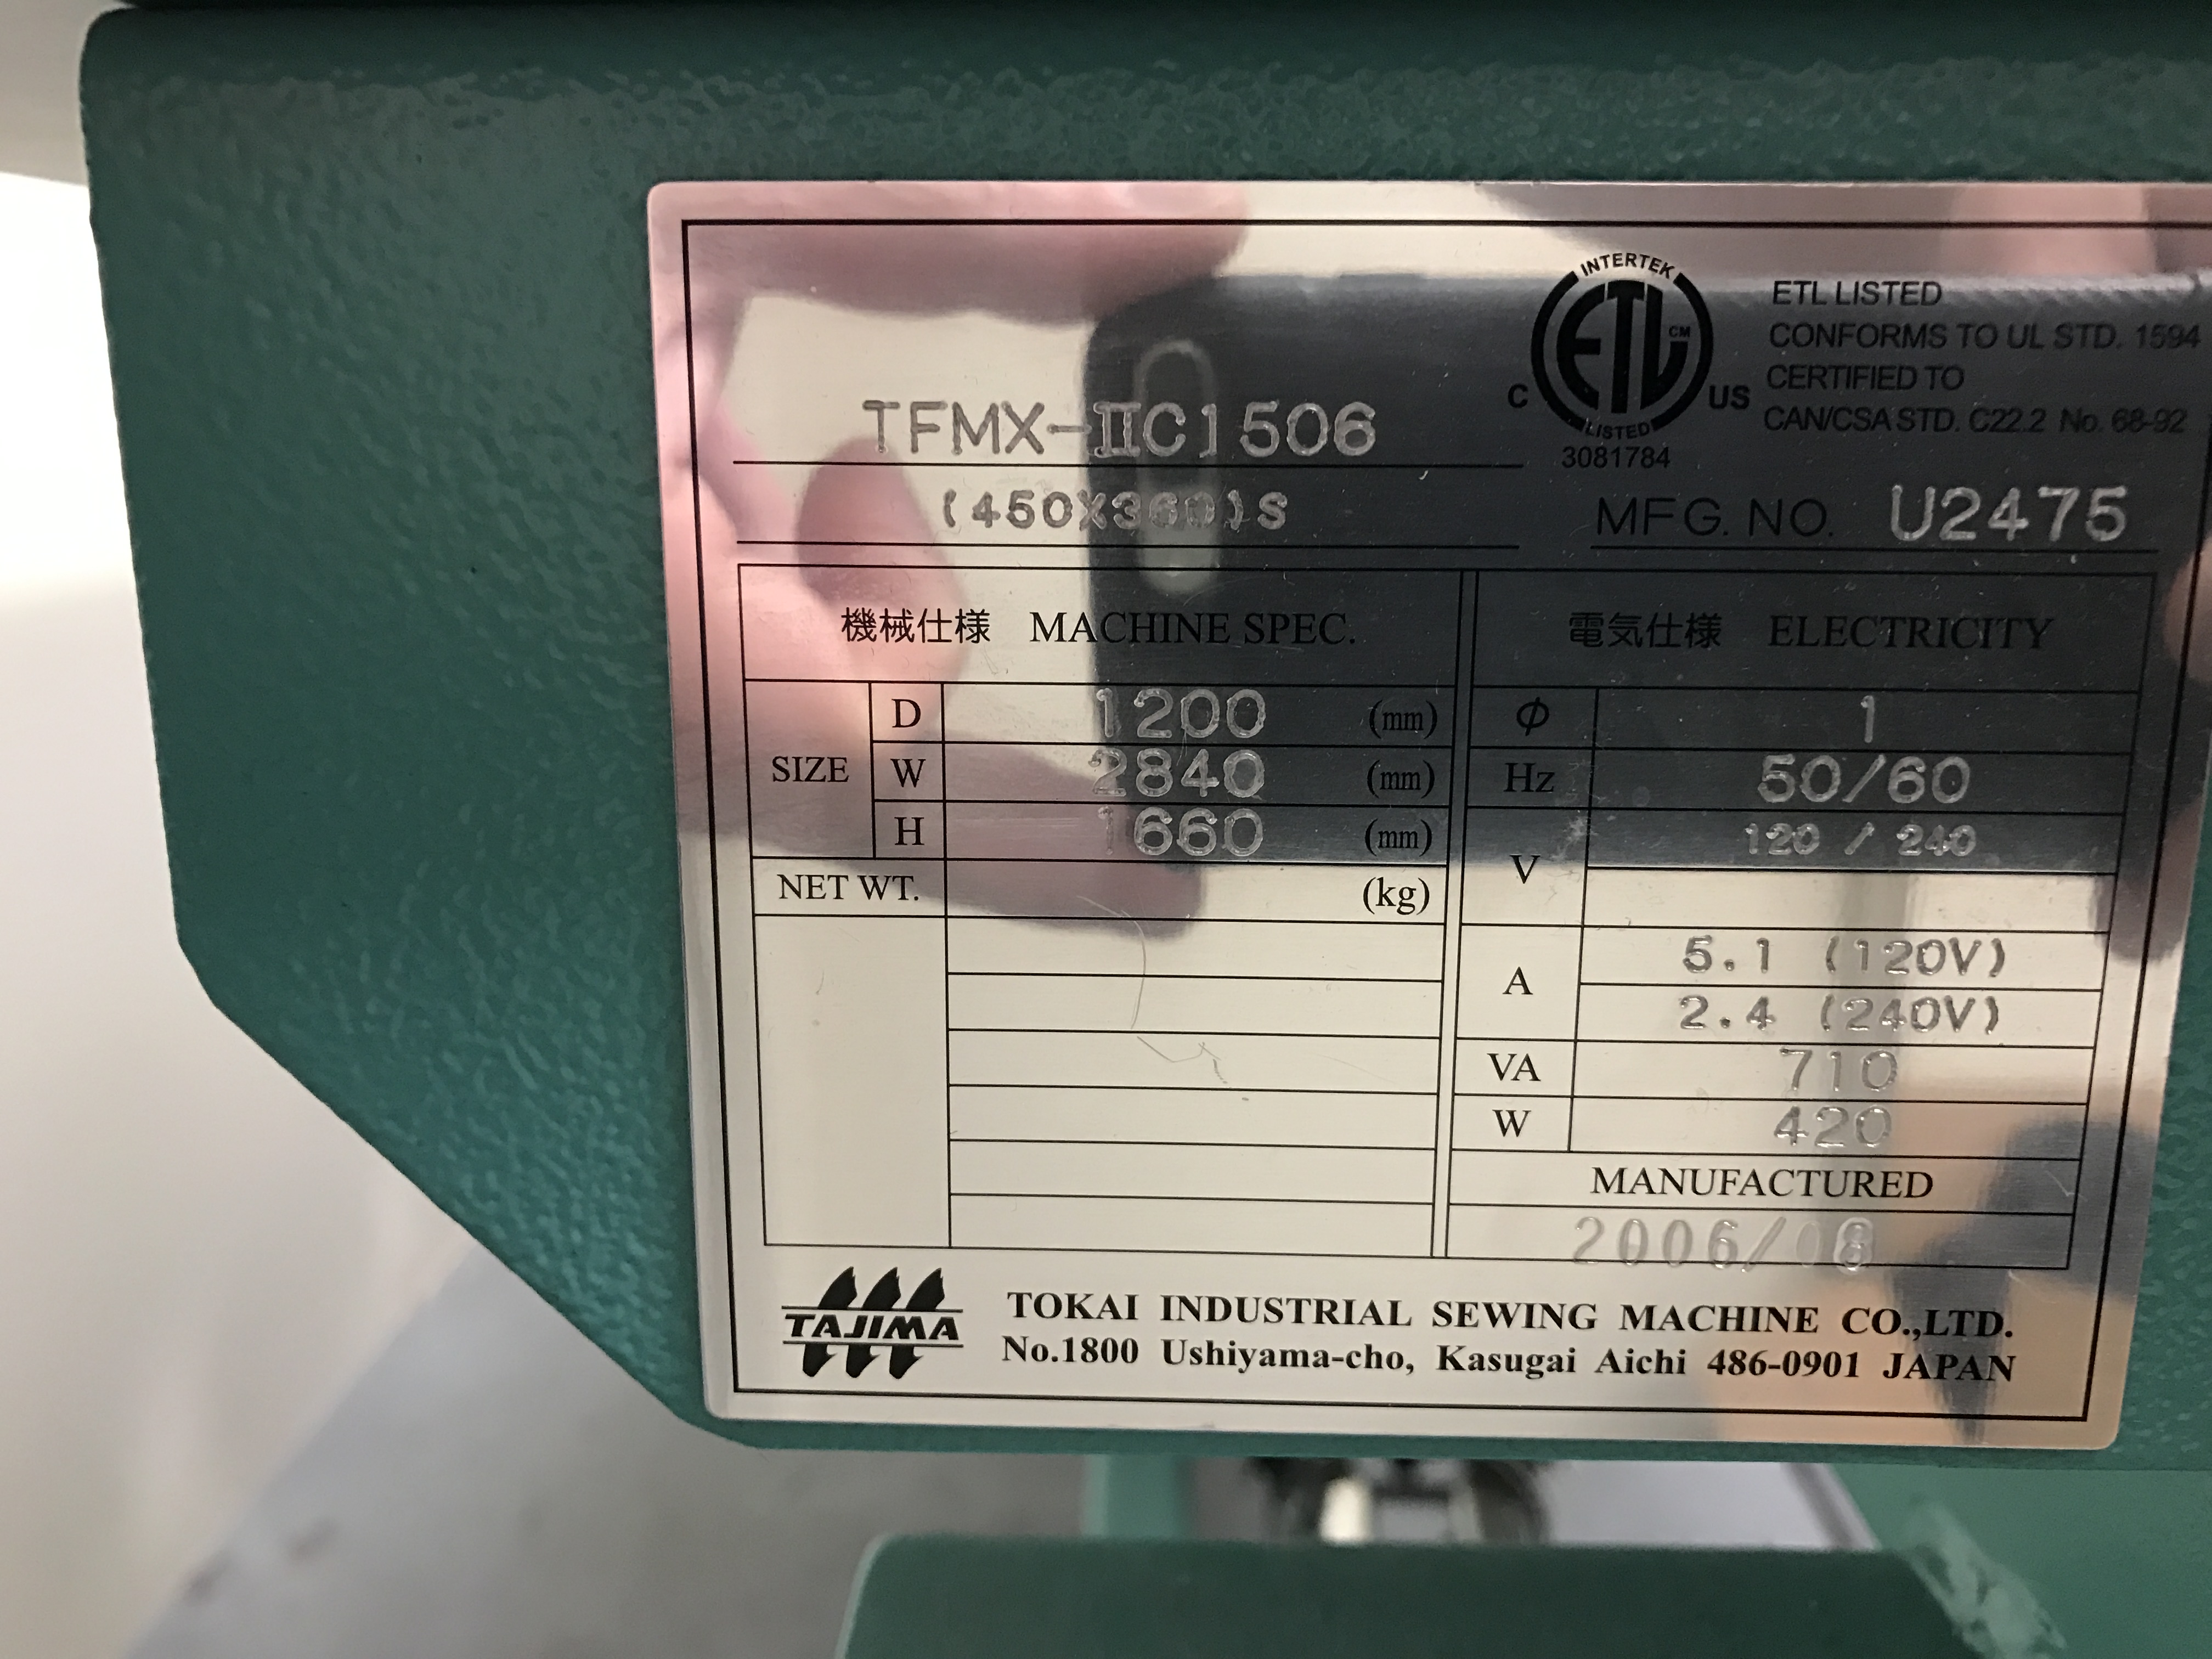 INTERTEK
ETL CM
C US
LISTED
3081784
ETL LISTED
CONFORMS TO UL STD. 1594
CERTIFIED TO
CAN/CSA STD. C22.2 No. 68-92
TFMX-ⅡC1506
(450X360)S
MFG. NO. U2475
機械仕様 MACHINE SPEC.
SIZE
D 1200 (mm)
W 2840 (mm)
H 1660 (mm)
NET WT. (kg)
電気仕様 ELECTRICITY
Φ 1
Hz 50/60
V 120 / 240
A 5.1 (120V)
2.4 (240V)
VA 710
W 420
MANUFACTURED
2006/08
TAJIMA
TOKAI INDUSTRIAL SEWING MACHINE CO.,LTD.
No.1800 Ushiyama-cho, Kasugai Aichi 486-0901 JAPAN